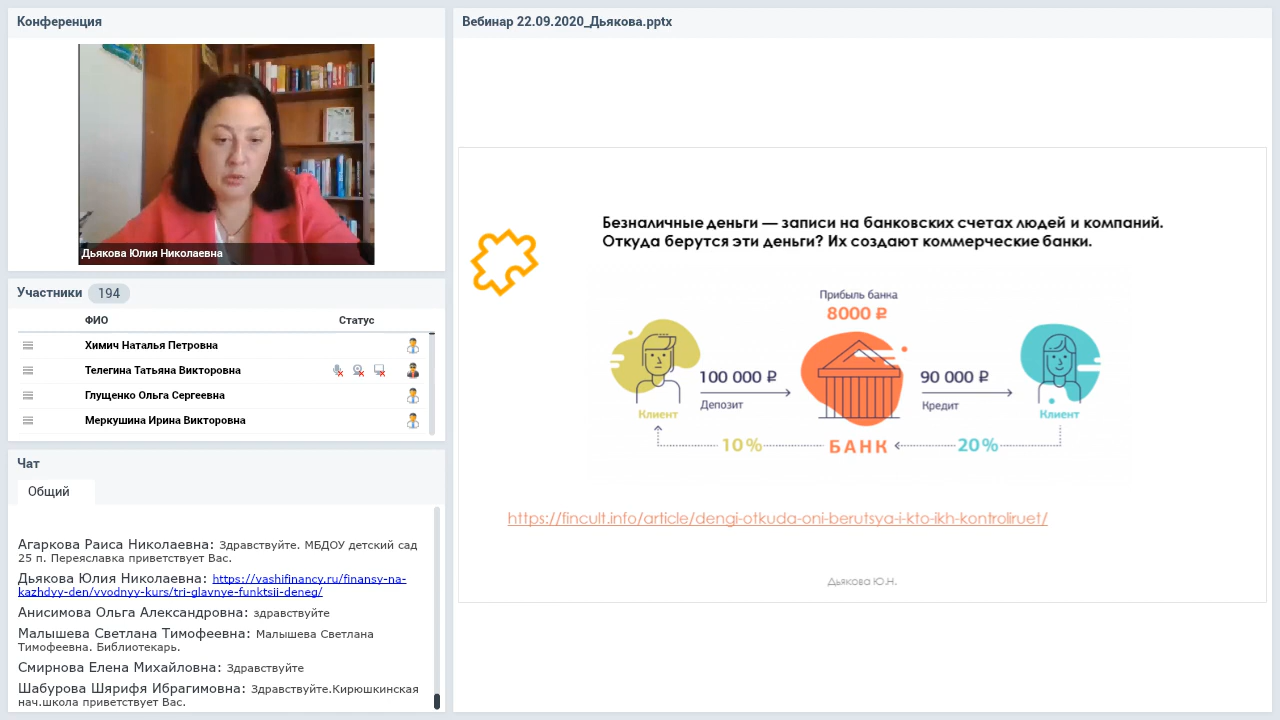 Конференция
Дьякова Юлия Николаевна
Участники 194
ФИО Статус
Химич Наталья Петровна
Телегина Татьяна Викторовна
Глущенко Ольга Сергеевна
Меркушина Ирина Викторовна
Чат
Общий
Агаркова Раиса Николаевна: Здравствуйте. МБДОУ детский сад
25 п. Переяславка приветствует Вас.
Дьякова Юлия Николаевна: https://vashifinancy.ru/finansy-na-
kazhdyy-den/vvodnyy-kurs/tri-glavnye-funktsii-deneg/
Анисимова Ольга Александровна: здравствуйте
Малышева Светлана Тимофеевна: Малышева Светлана
Тимофеевна. Библиотекарь.
Смирнова Елена Михайловна: Здравствуйте
Шабурова Шярифя Ибрагимовна: Здравствуйте.Кирюшкинская
нач.школа приветствует Вас.
Вебинар 22.09.2020_Дьякова.pptx
Безналичные деньги — записи на банковских счетах людей и компаний.
Откуда берутся эти деньги? Их создают коммерческие банки.
Прибыль банка
8000 ₽
100 000 ₽
90 000 ₽
Депозит
Кредит
Клиент
Клиент
10%
БАНК
20%
https://fincult.info/article/dengi-otkuda-oni-berutsya-i-kto-ikh-kontroliruet/
Дьякова Ю.Н.